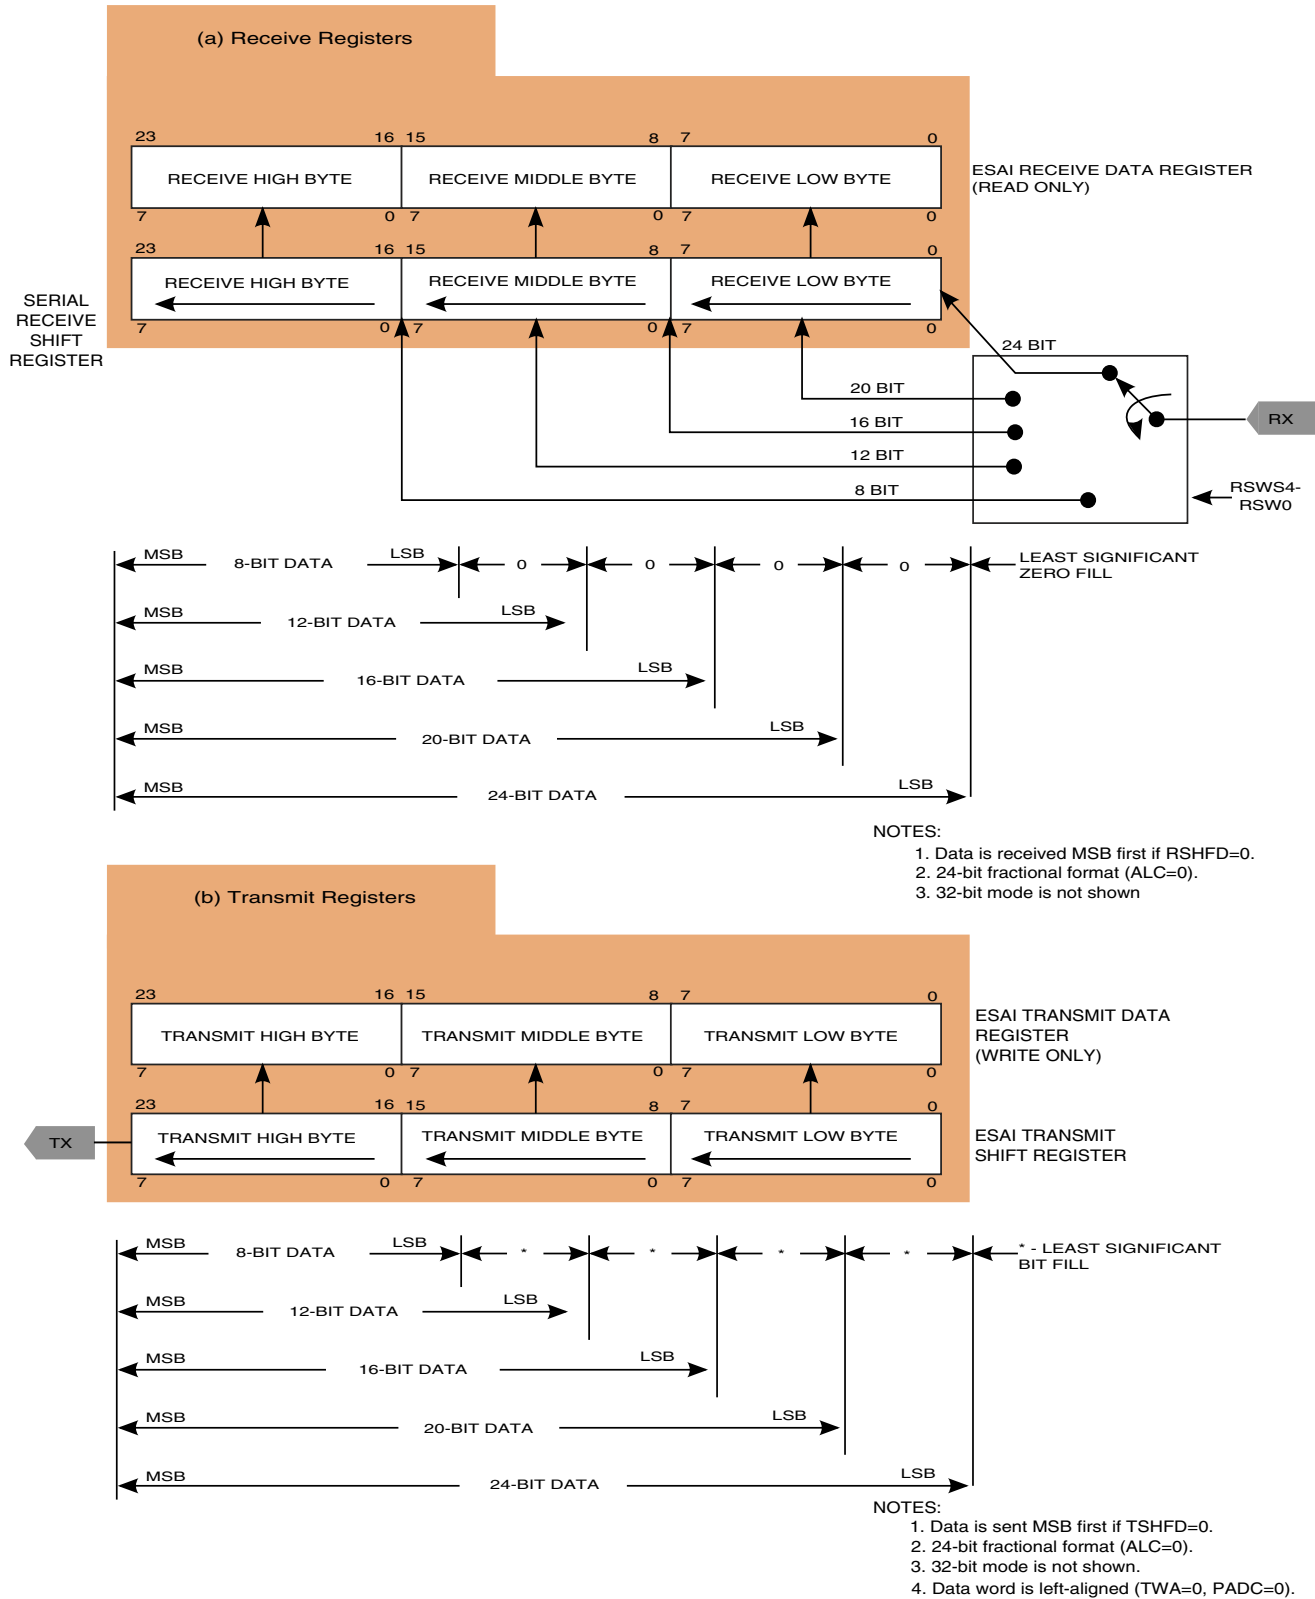 (a) Receive Registers
23 16 15 8 7 0
RECEIVE HIGH BYTE RECEIVE MIDDLE BYTE RECEIVE LOW BYTE
ESAI RECEIVE DATA REGISTER
(READ ONLY)
7 0 7 0 7 0
23 16 15 8 7 0
RECEIVE HIGH BYTE RECEIVE MIDDLE BYTE RECEIVE LOW BYTE
7 0 7 0 7 0
SERIAL
RECEIVE
SHIFT
REGISTER
24 BIT
20 BIT
16 BIT
12 BIT
8 BIT
RX
RSWS4-
RSW0
MSB 8-BIT DATA LSB 0 0 0 0
LEAST SIGNIFICANT
ZERO FILL
MSB 12-BIT DATA LSB
MSB 16-BIT DATA LSB
MSB 20-BIT DATA LSB
MSB 24-BIT DATA LSB
NOTES:
1. Data is received MSB first if RSHFD=0.
2. 24-bit fractional format (ALC=0).
3. 32-bit mode is not shown
(b) Transmit Registers
23 16 15 8 7 0
TRANSMIT HIGH BYTE TRANSMIT MIDDLE BYTE TRANSMIT LOW BYTE
ESAI TRANSMIT DATA
REGISTER
(WRITE ONLY)
7 0 7 0 7 0
23 16 15 8 7 0
TX
TRANSMIT HIGH BYTE TRANSMIT MIDDLE BYTE TRANSMIT LOW BYTE
ESAI TRANSMIT
SHIFT REGISTER
7 0 7 0 7 0
MSB 8-BIT DATA LSB * * * *
* - LEAST SIGNIFICANT
BIT FILL
MSB 12-BIT DATA LSB
MSB 16-BIT DATA LSB
MSB 20-BIT DATA LSB
MSB 24-BIT DATA LSB
NOTES:
1. Data is sent MSB first if TSHFD=0.
2. 24-bit fractional format (ALC=0).
3. 32-bit mode is not shown.
4. Data word is left-aligned (TWA=0, PADC=0).